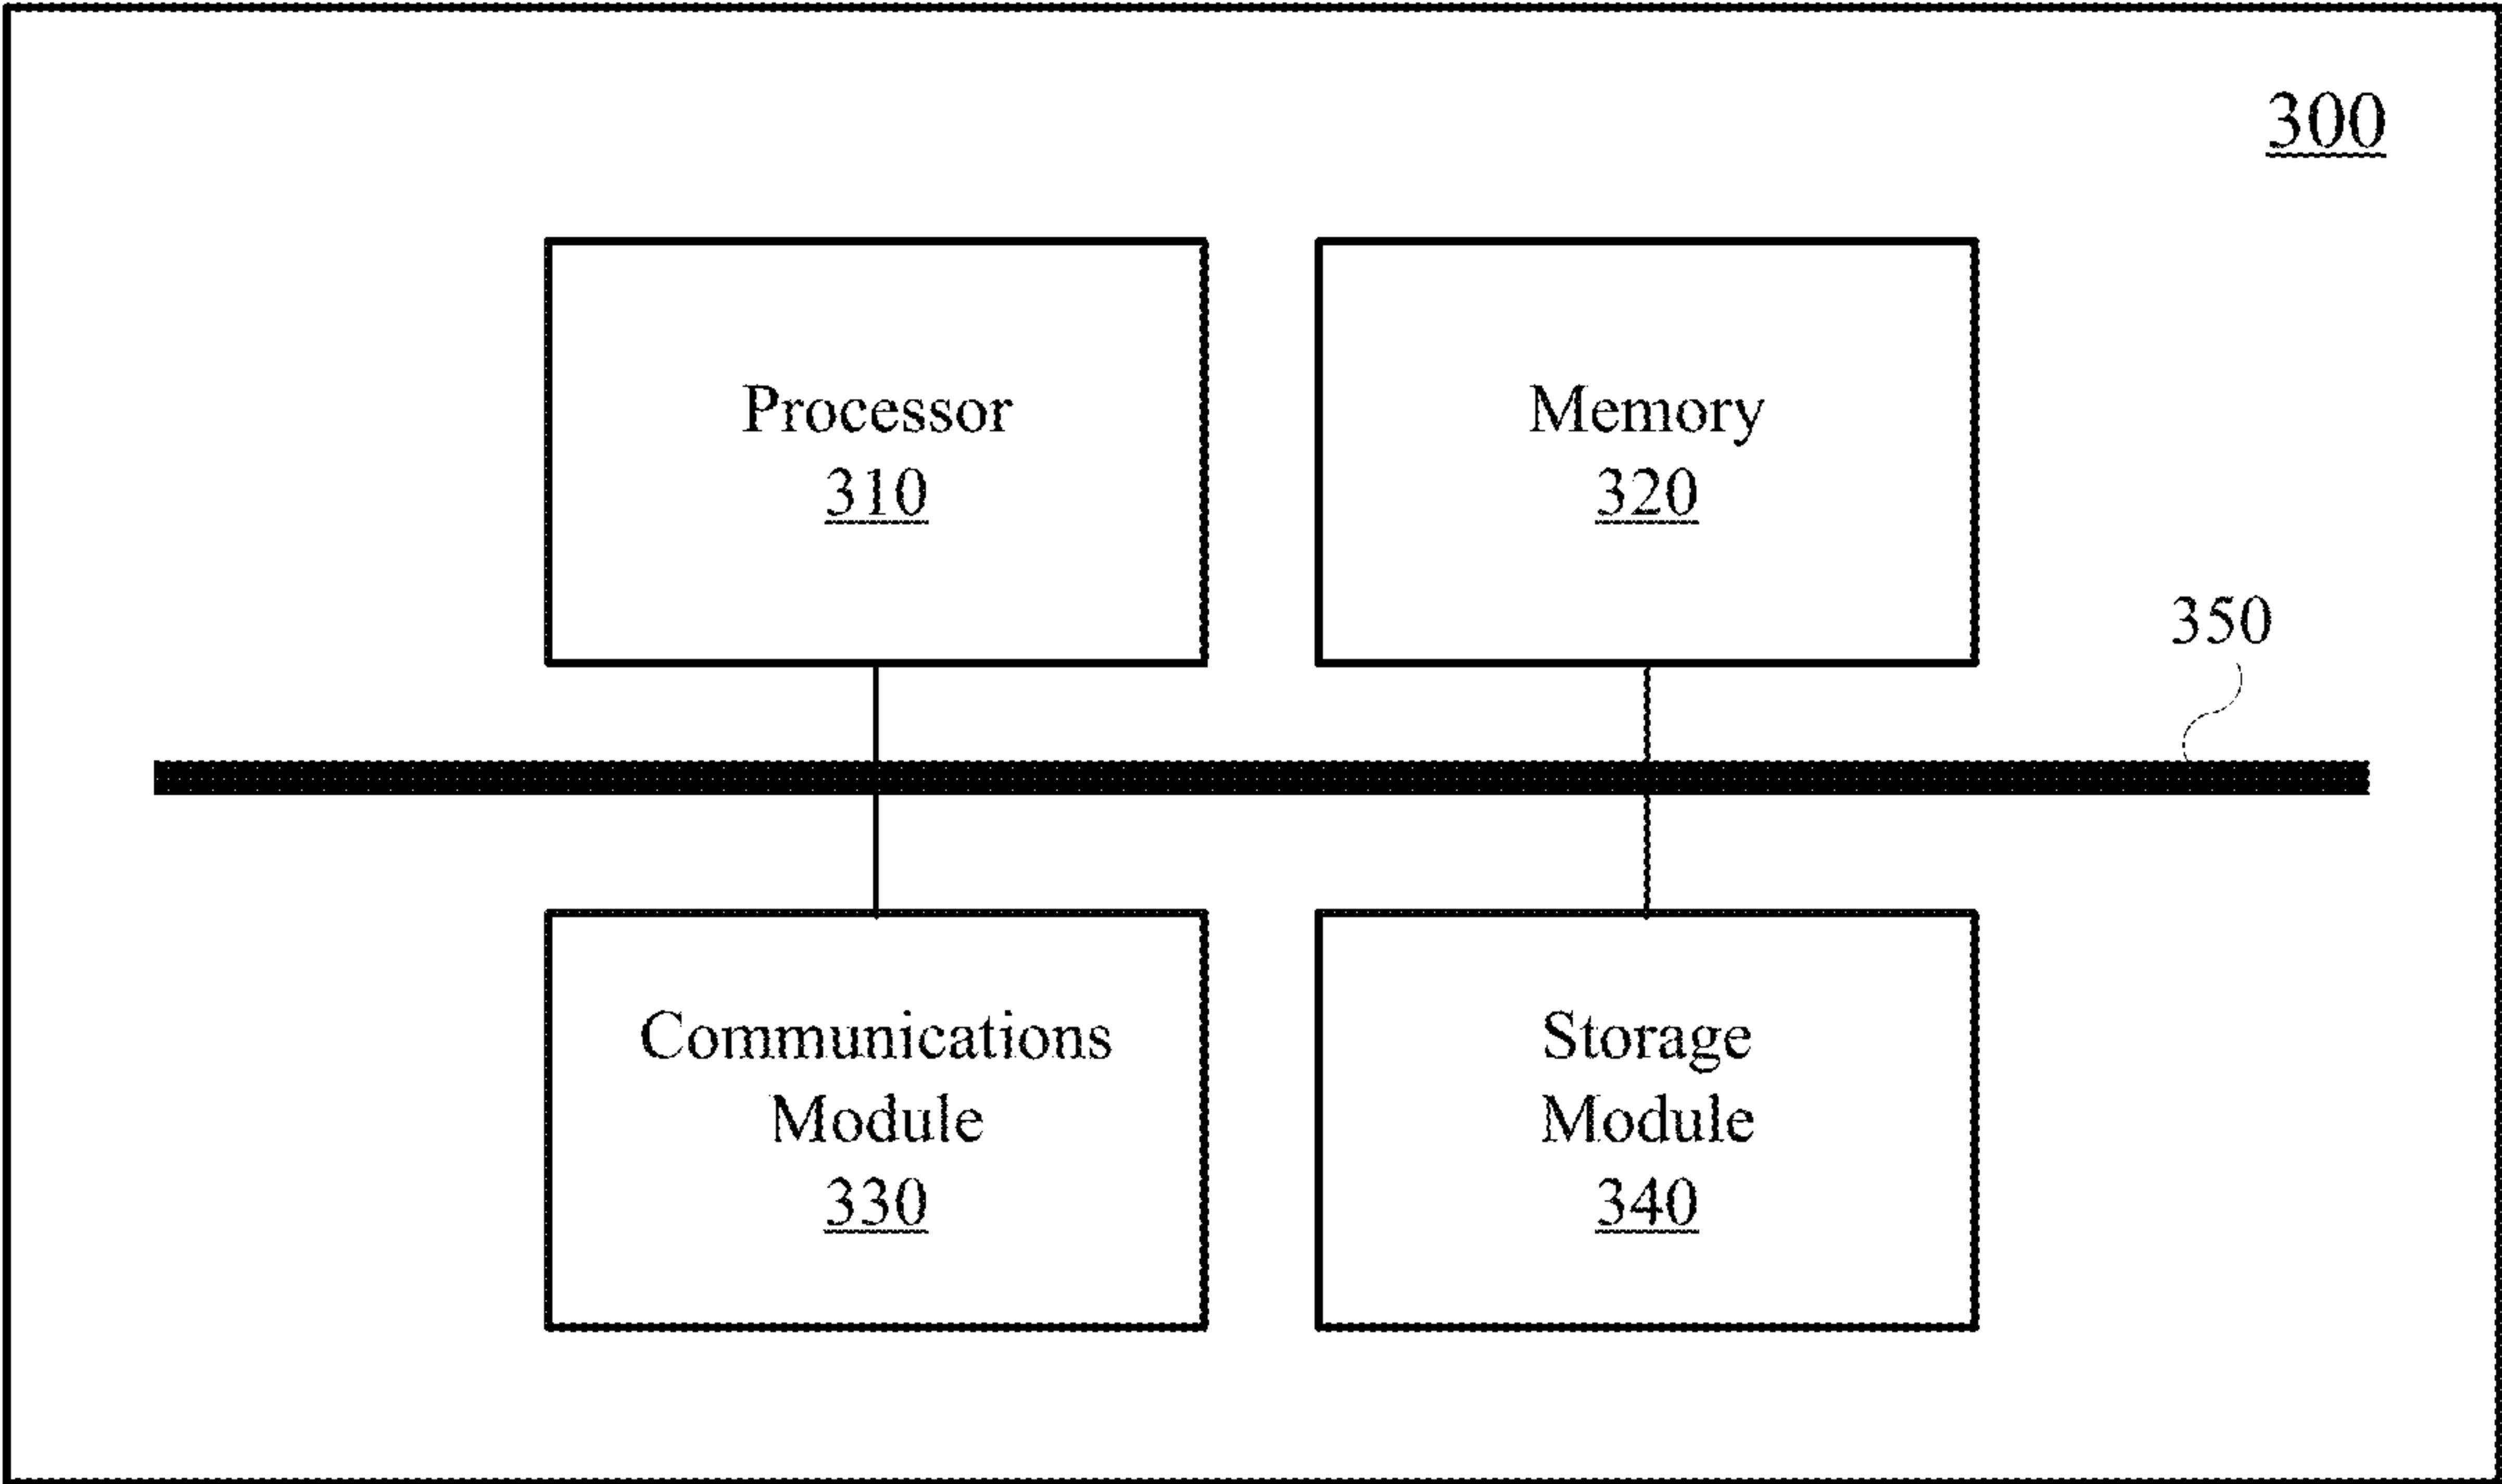 300
Processor
310
Memory
320
350
Communications
Module
330
Storage
Module
340